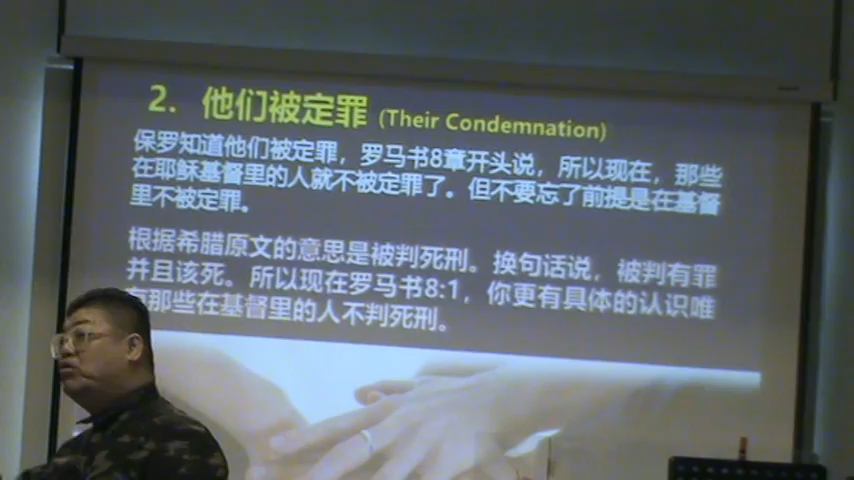 2. 他们被定罪 (Their Condemnation)
保罗知道他们被定罪，罗马书8章开头说，所以现在，那些
在耶稣基督里的人就不被定罪了。但不要忘了前提是在基督
里不被定罪。
根据希腊原文的意思是被判死刑。换句话说，被判有罪
并且该死。所以现在罗马书8:1，你更有具体的认识唯
那些在基督里的人不判死刑。